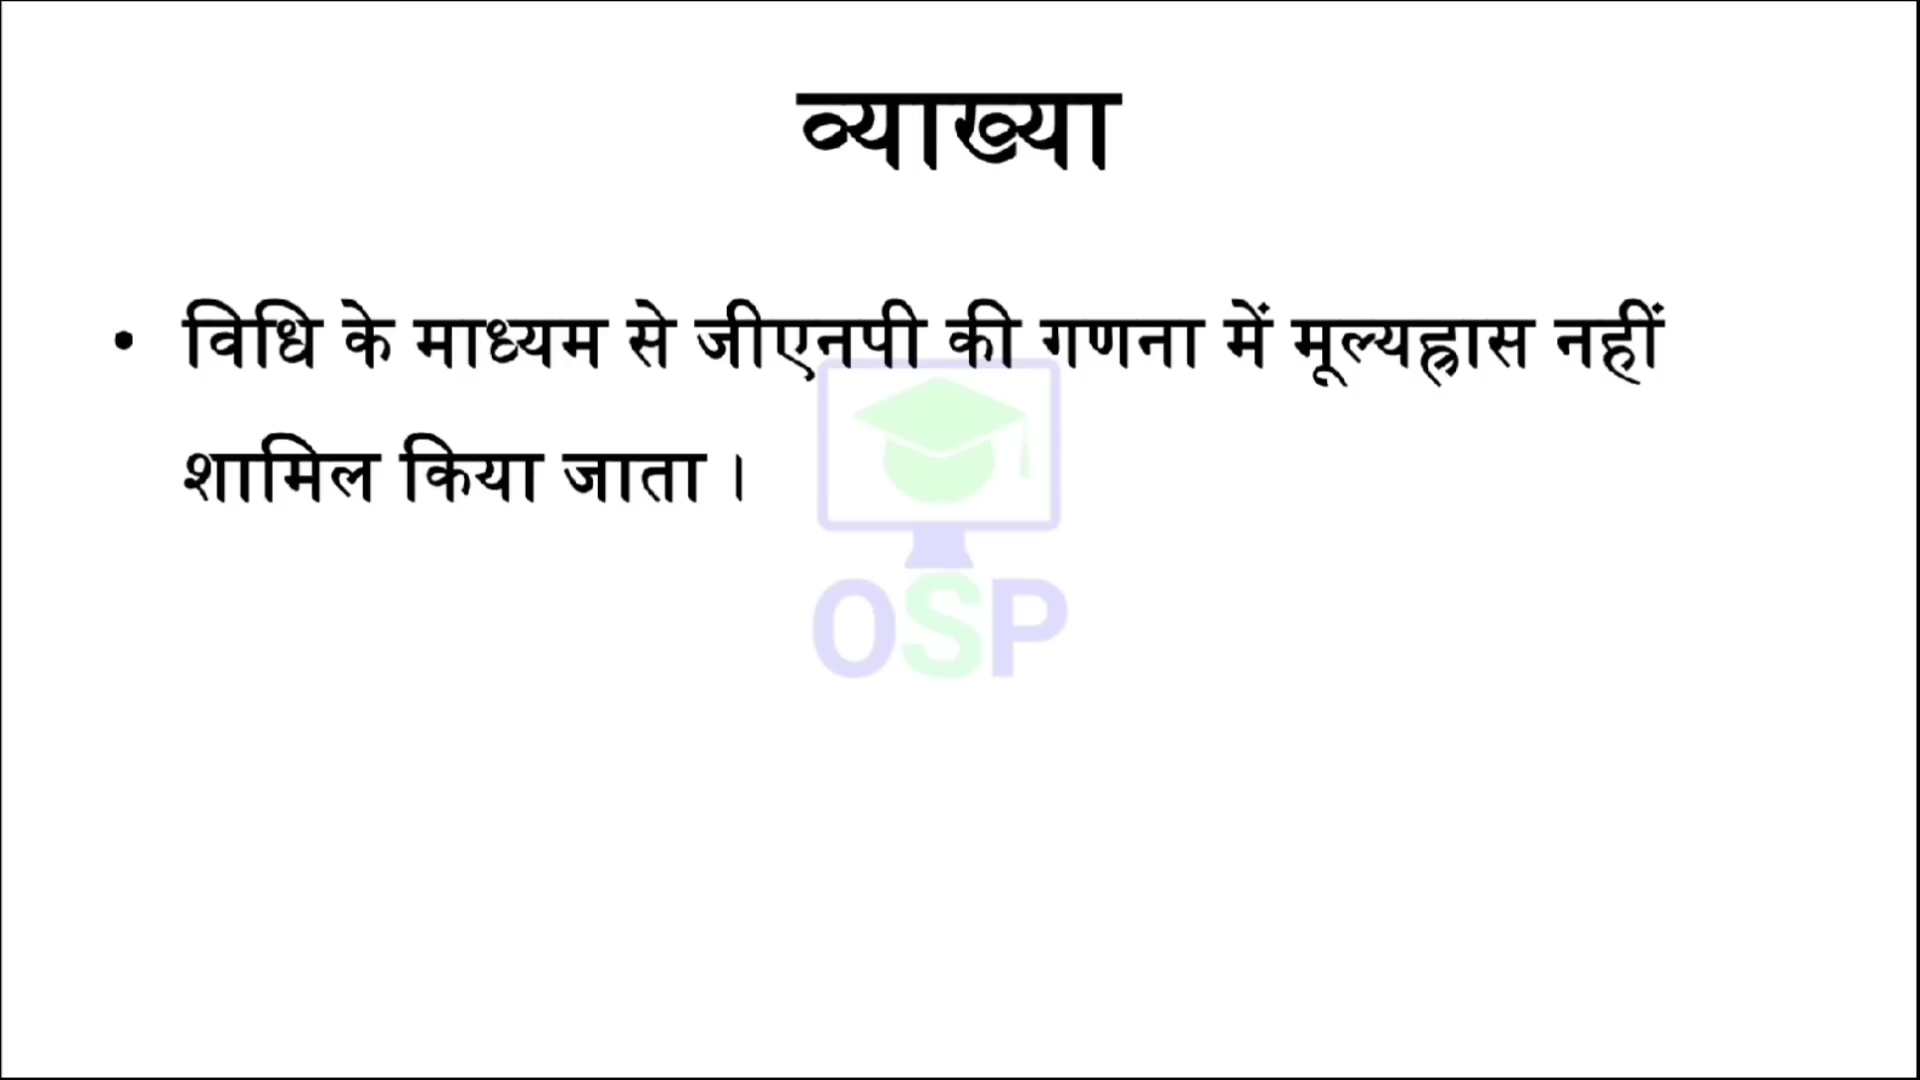 व्याख्या
• विधि के माध्यम से जीएनपी की गणना में मूल्यह्रास नहीं
शामिल किया जाता ।
OSP